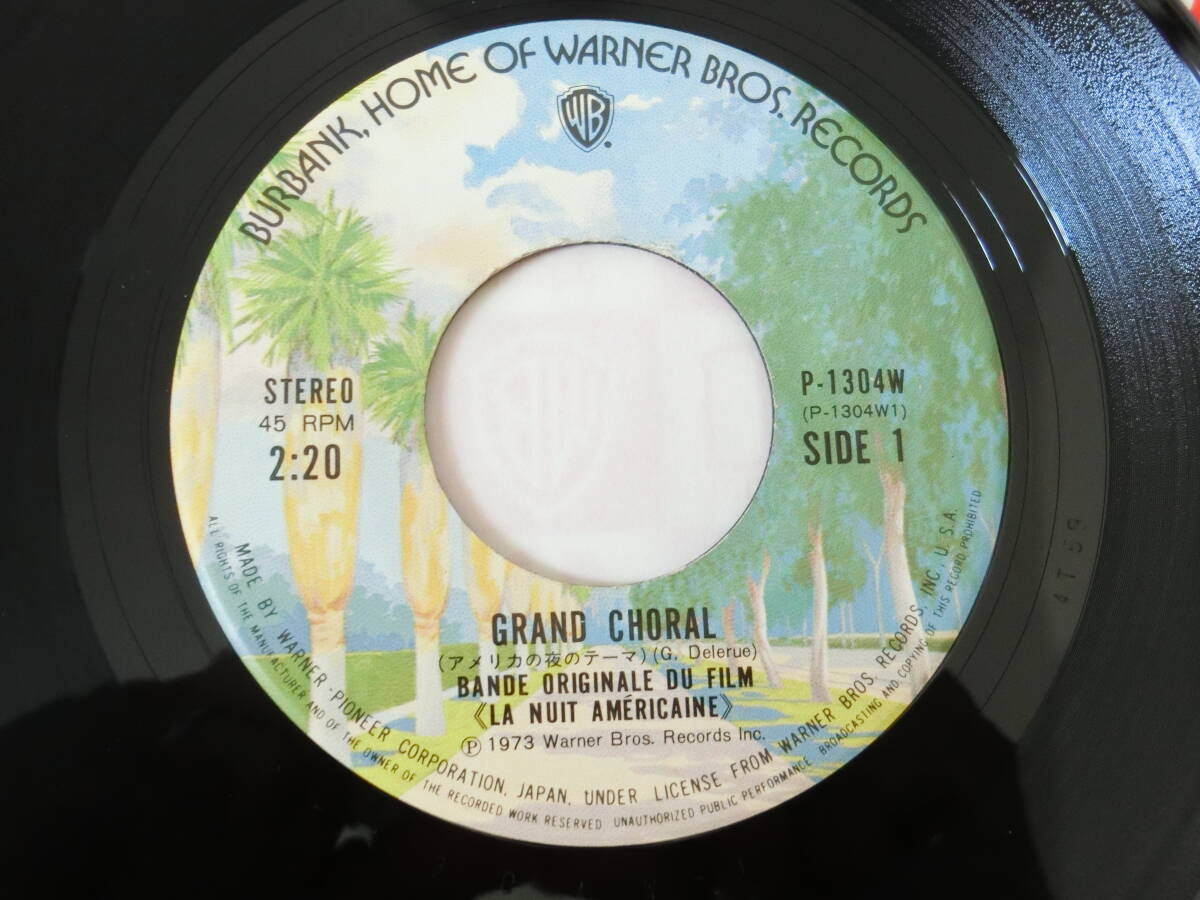 BURBANK, HOME OF WARNER BROS. RECORDS
WB
STEREO
45 RPM
2:20
P-1304W
(P-1304W1)
SIDE 1
GRAND CHORAL
(アメリカの夜のテーマ) (G. Delerue)
BANDE ORIGINALE DU FILM
《LA NUIT AMÉRICAINE》
Ⓟ 1973 Warner Bros. Records Inc.
MADE BY WARNER-PIONEER CORPORATION, JAPAN, UNDER LICENSE FROM WARNER BROS. RECORDS, INC., U.S.A.
ALL RIGHTS OF THE MANUFACTURER AND OF THE OWNER OF THE RECORDED WORK RESERVED UNAUTHORIZED PUBLIC PERFORMANCE BROADCASTING AND COPYING OF THIS RECORD PROHIBITED
4T59